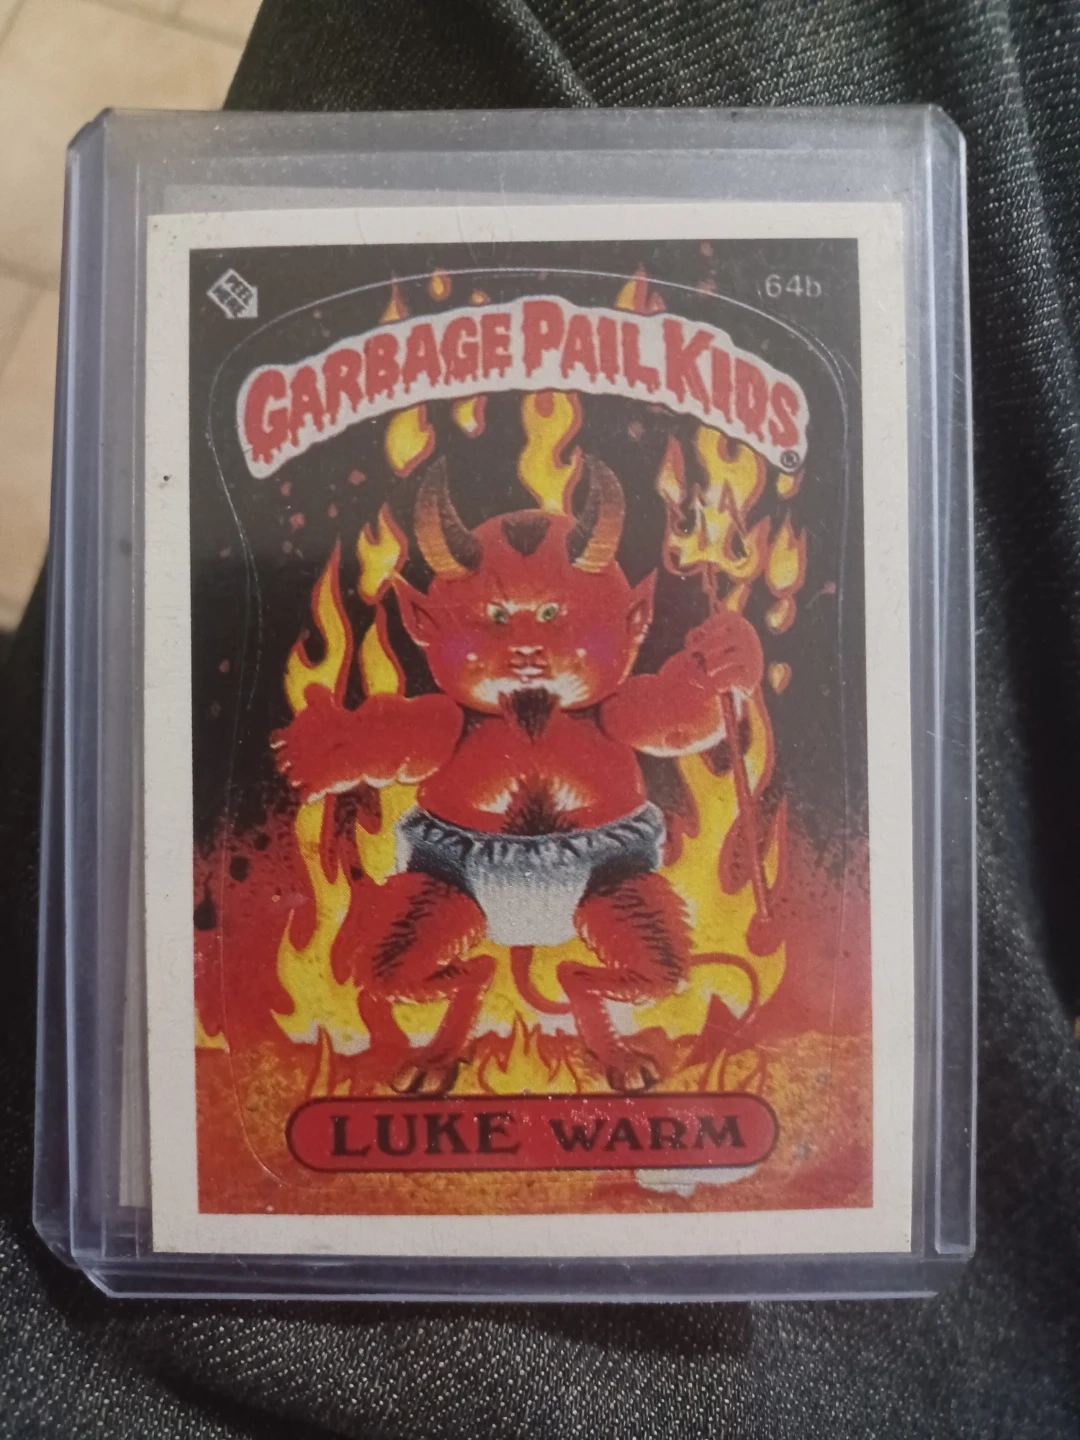 64b
GARBAGE PAIL KIDS
®
LUKE WARM